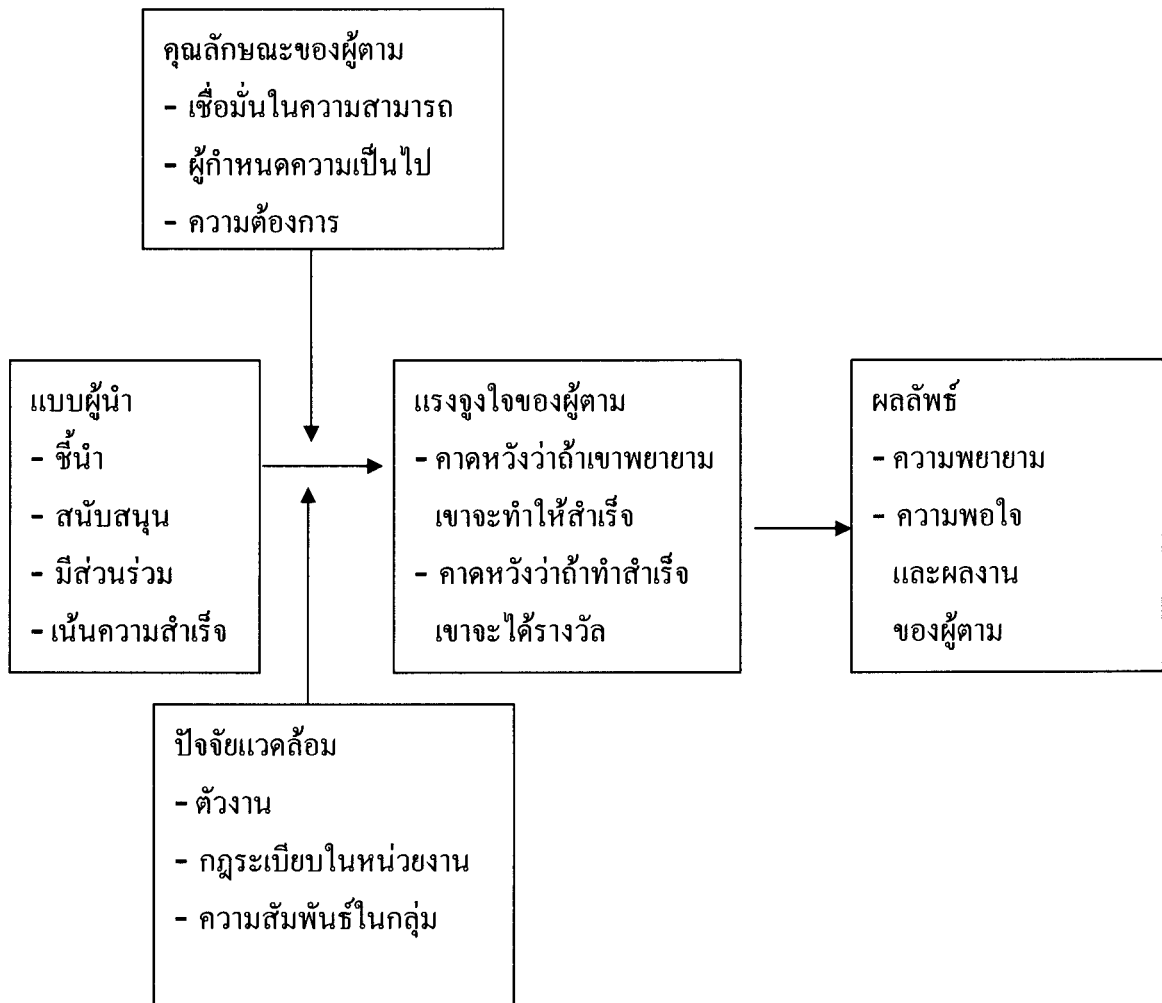 คุณลักษณะของผู้ตาม
- เชื่อมั่นในความสามารถ
- ผู้กำหนดความเป็นไป
- ความต้องการ
แบบผู้นำ
- ชี้นำ
- สนับสนุน
- มีส่วนร่วม
- เน้นความสำเร็จ
แรงจูงใจของผู้ตาม
- คาดหวังว่าถ้าเขาพยายาม
เขาจะทำให้สำเร็จ
- คาดหวังว่าถ้าทำสำเร็จ
เขาจะได้รางวัล
ผลลัพธ์
- ความพยายาม
- ความพอใจ
และผลงาน
ของผู้ตาม
ปัจจัยแวดล้อม
- ตัวงาน
- กฎระเบียบในหน่วยงาน
- ความสัมพันธ์ในกลุ่ม